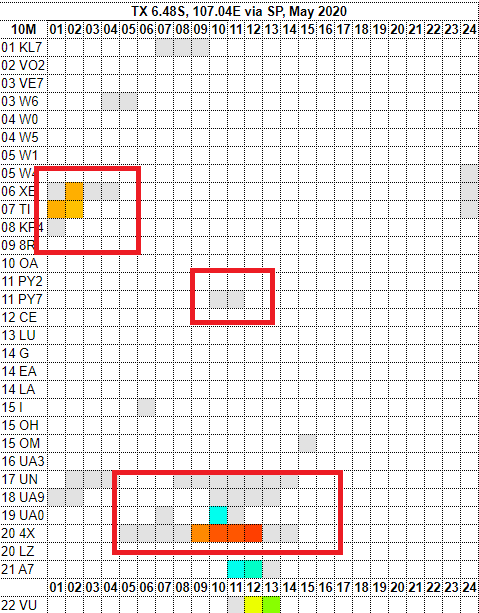 TX 6.48S, 107.04E via SP, May 2020
10M 01 02 03 04 05 06 07 08 09 10 11 12 13 14 15 16 17 18 19 20 21 22 23 24
01 KL7
02 VO2
03 VE7
03 W6
04 W0
04 W5
05 W1
05 W4
06 XE
07 TI
08 KP4
09 8R
10 OA
11 PY2
11 PY7
12 CE
13 LU
14 G
14 EA
14 LA
15 I
15 OH
15 OM
16 UA3
17 UN
18 UA9
19 UA0
20 4X
20 LZ
21 A7
01 02 03 04 05 06 07 08 09 10 11 12 13 14 15 16 17 18 19 20 21 22 23 24
22 VU